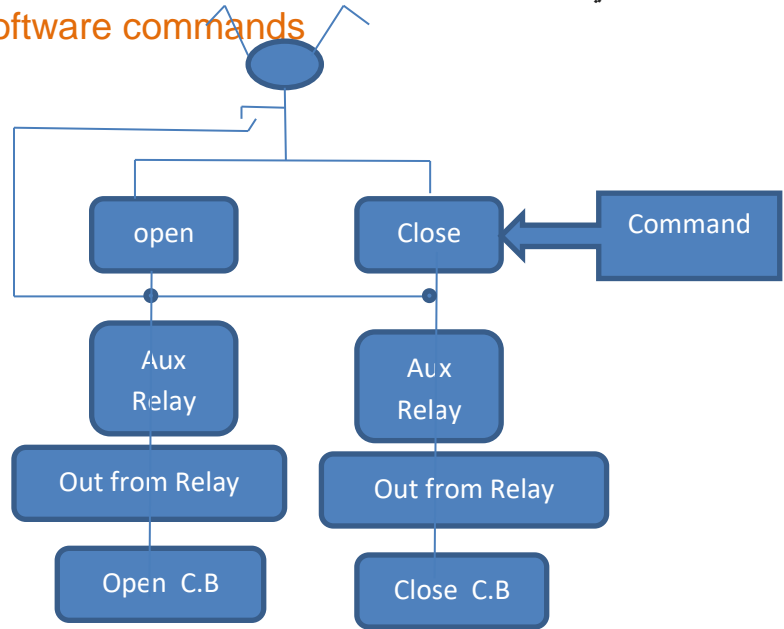 oftware commands
open
Close
Command
Aux
Relay
Aux
Relay
Out from Relay
Out from Relay
Open C.B
Close C.B